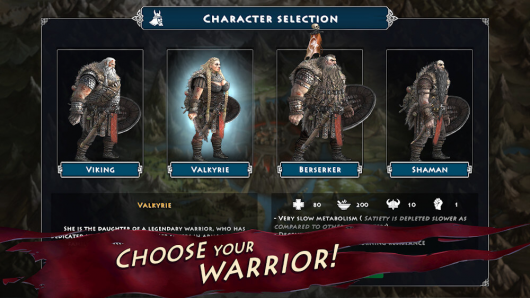 Character selection
Viking
Valkyrie
Berserker
Shaman
Valkyrie
80 200 10 1
She is the daughter of a legendary warrior, who has
- Very slow metabolism ( Satiety is depleted slower as
compared to
Choose your
Warrior!